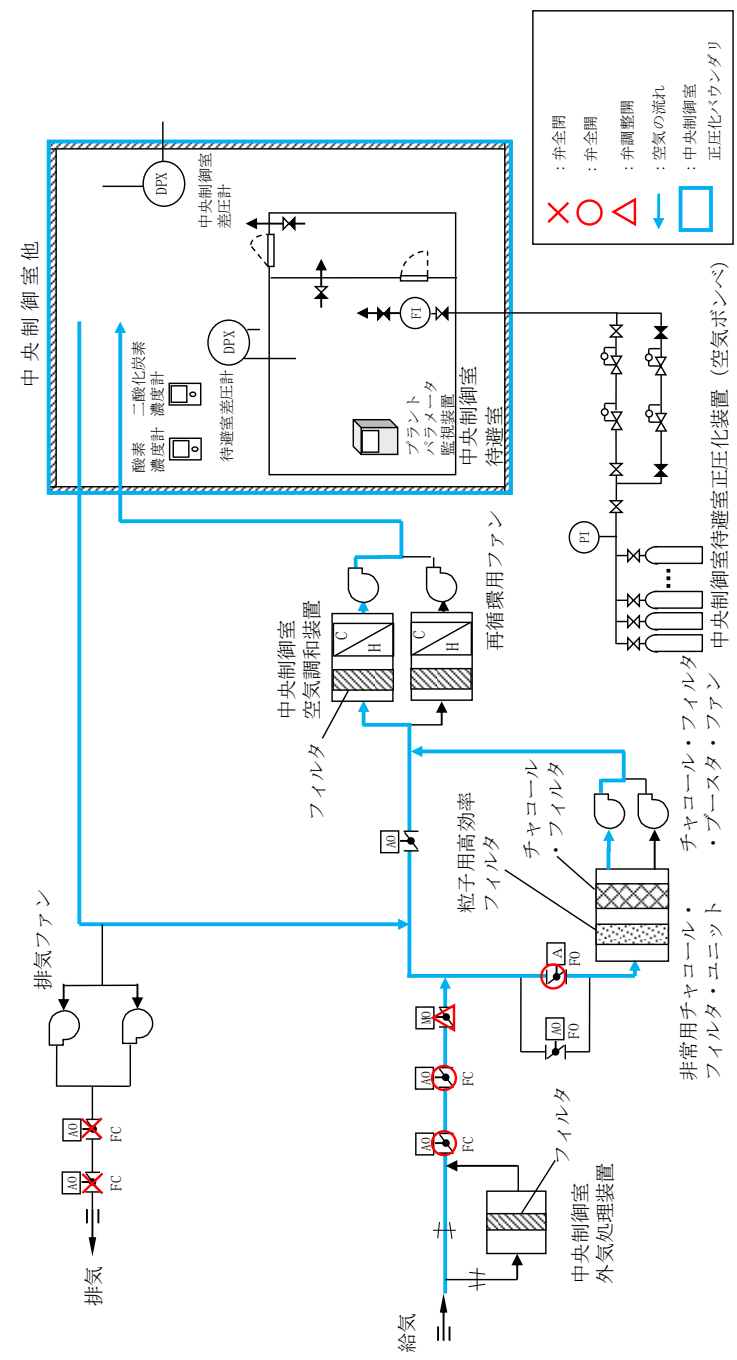 中央制御室他
DPX
中央制御室
差圧計
二酸化炭素
濃度計
酸素
濃度計
DPX
待避室差圧計
FI
プラント
パラメータ
監視装置
中央制御室
待避室
：弁全閉
：弁全開
：弁調整開
：空気の流れ
：中央制御室
正圧化バウンダリ
排気ファン
AO
FC
AO
FC
排気
中央制御室
空気調和装置
フィルタ
C
H
C
H
再循環用ファン
AO
PI
中央制御室待避室正圧化装置（空気ボンベ）
粒子用高効率
フィルタ
チャコール
・フィルタ
チャコール・フィルタ
・ブースタ・ファン
非常用チャコール・
フィルタ・ユニット
A
FO
AO
FO
MO
AO
FC
AO
FC
フィルタ
中央制御室
外気処理装置
給気